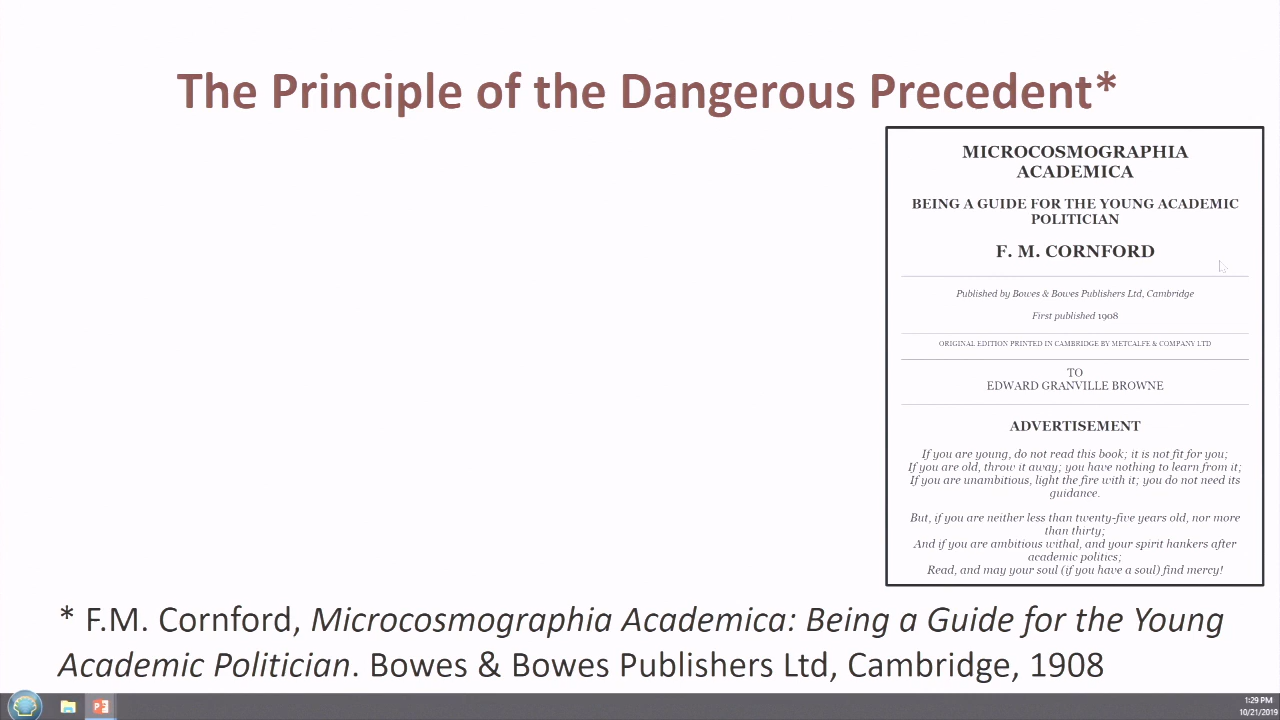 The Principle of the Dangerous Precedent*
MICROCOSMOGRAPHIA
ACADEMICA
BEING A GUIDE FOR THE YOUNG ACADEMIC
POLITICIAN
F. M. CORNFORD
Published by Bowes & Bowes Publishers Ltd, Cambridge
First published 1908
ORIGINAL EDITION PRINTED IN CAMBRIDGE BY METCALFE & COMPANY LTD
TO
EDWARD GRANVILLE BROWNE
ADVERTISEMENT
If you are young, do not read this book; it is not fit for you;
If you are old, throw it away; you have nothing to learn from it;
If you are unambitious, light the fire with it; you do not need its
guidance.
But, if you are neither less than twenty-five years old, nor more
than thirty;
And if you are ambitious withal, and your spirit hankers after
academic politics;
Read, and may your soul (if you have a soul) find mercy!
* F.M. Cornford, Microcosmographia Academica: Being a Guide for the Young
Academic Politician. Bowes & Bowes Publishers Ltd, Cambridge, 1908
1:29 PM
10/21/2019